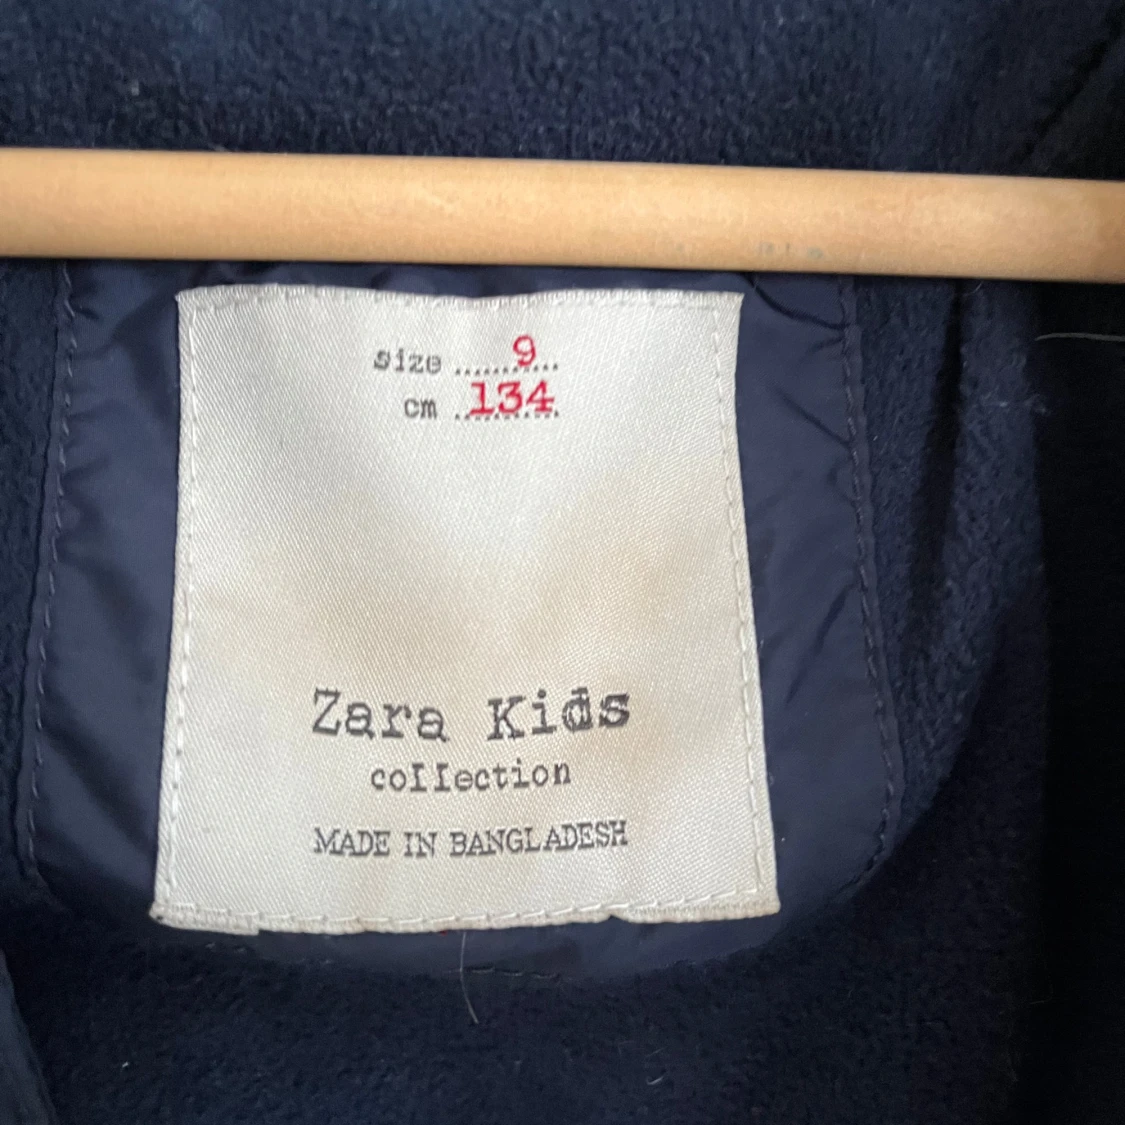 size 9
cm 134
Zara Kids
collection
MADE IN BANGLADESH